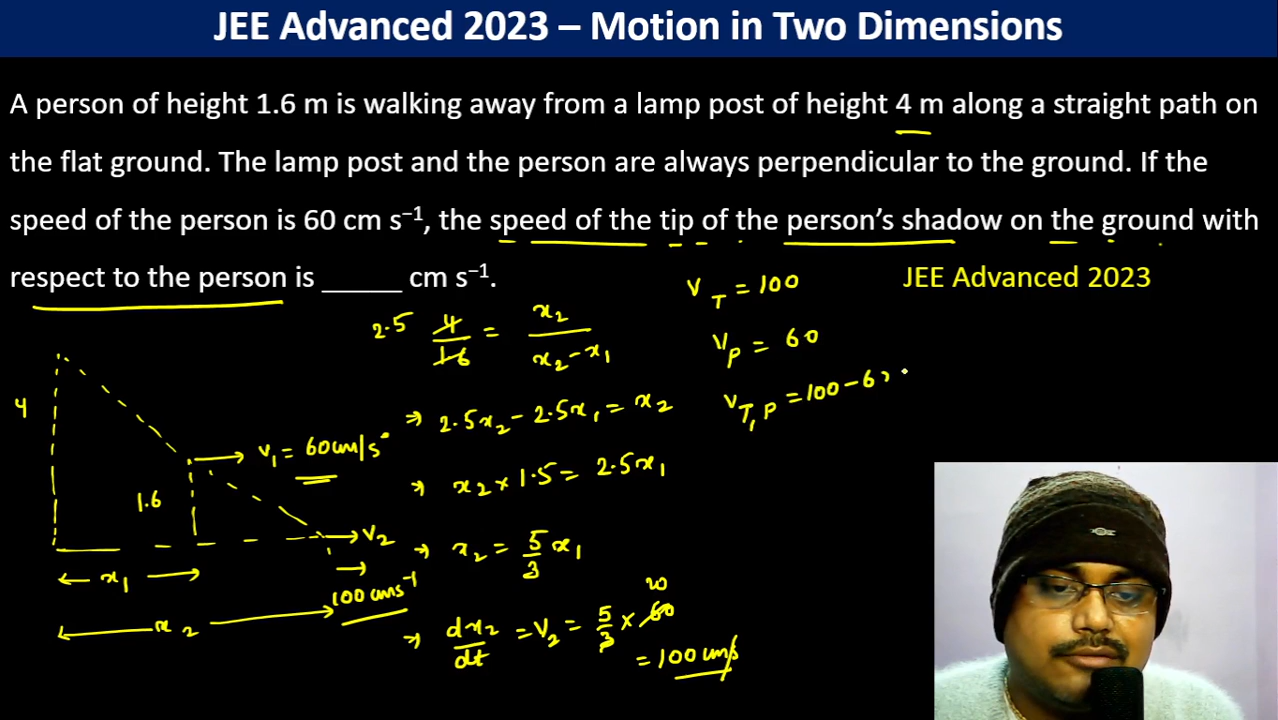 JEE Advanced 2023 – Motion in Two Dimensions
A person of height 1.6 m is walking away from a lamp post of height 4 m along a straight path on
the flat ground. The lamp post and the person are always perpendicular to the ground. If the
speed of the person is 60 cm s⁻¹, the speed of the tip of the person's shadow on the ground with
respect to the person is _____ cm s⁻¹.
JEE Advanced 2023
2.5 4/1.6 = x₂/(x₂-x₁)
⇒ 2.5x₂ - 2.5x₁ = x₂
⇒ x₂ × 1.5 = 2.5x₁
⇒ x₂ = 5/3 x₁
⇒ dx₂/dt = V₂ = 5/3 × 60 20
= 100 cm/s
V_T = 100
V_P = 60
V_T,P = 100 - 60
4
1.6
V₁ = 60 cm/s
V₂
x₁
100 cm s⁻¹
x₂